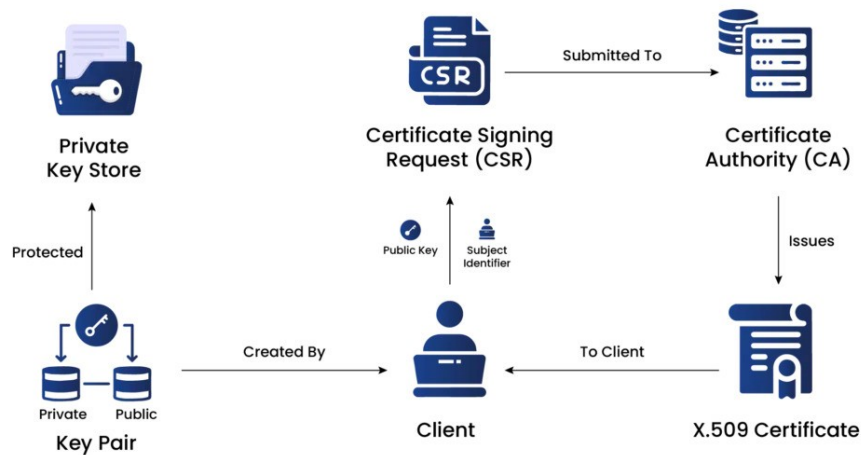 CSR
Submitted To
Private
Key Store
Certificate Signing
Request (CSR)
Certificate
Authority (CA)
Protected
Public Key
Subject
Identifier
Issues
Created By
To Client
Private
Public
Key Pair
Client
X.509 Certificate